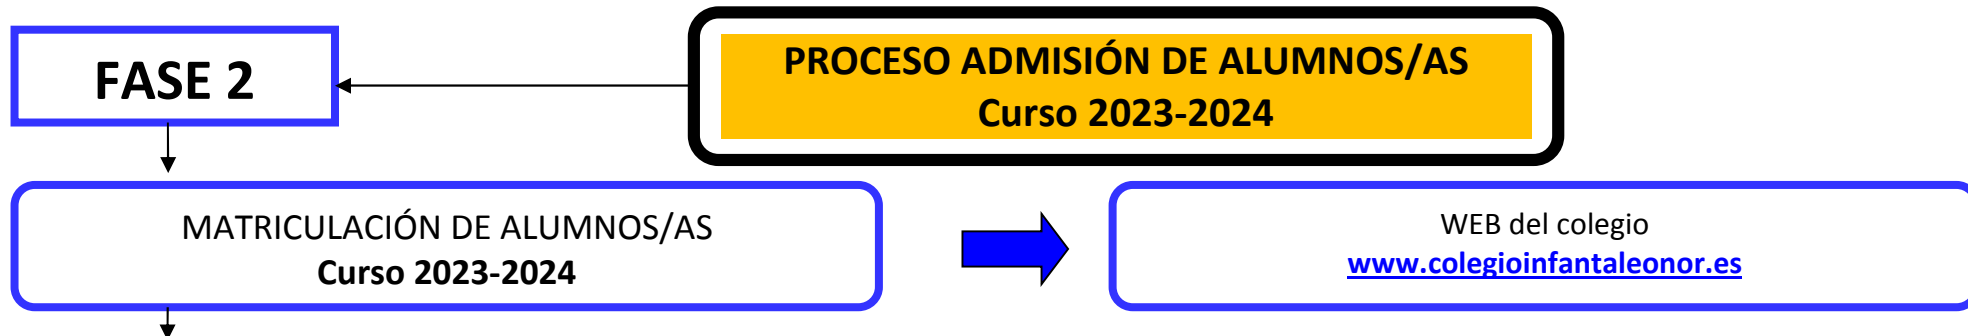 FASE 2
PROCESO ADMISIÓN DE ALUMNOS/AS
Curso 2023-2024
MATRICULACIÓN DE ALUMNOS/AS
Curso 2023-2024
WEB del colegio
www.colegioinfantaleonor.es